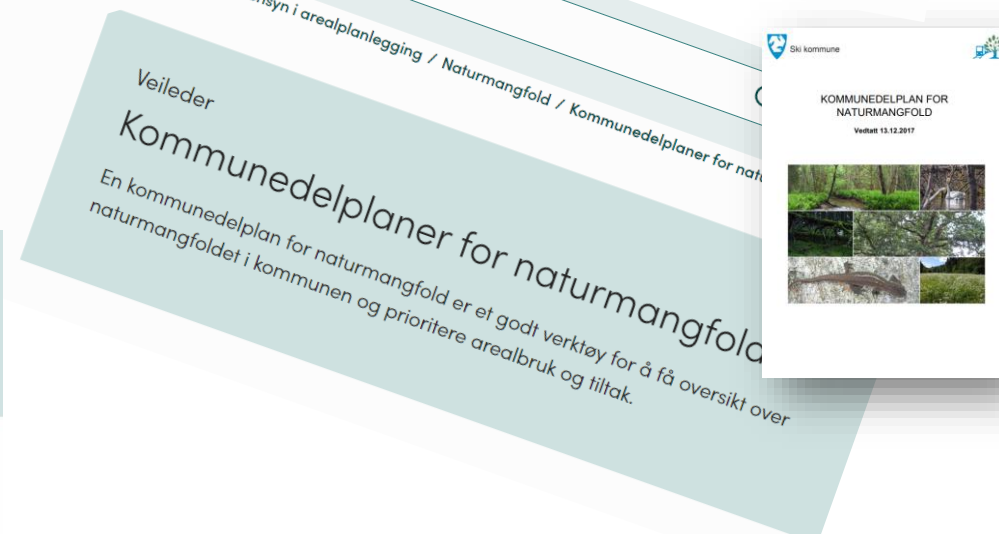 ensyn i arealplanlegging / Naturmangfold / Kommunedelplaner for natu
Veileder
Kommunedelplaner for naturmangfold
En kommunedelplan for naturmangfold er et godt verktøy for å få oversikt over
naturmangfoldet i kommunen og prioritere arealbruk og tiltak.
Ski kommune
KOMMUNEDELPLAN FOR
NATURMANGFOLD
Vedtatt 13.12.2017